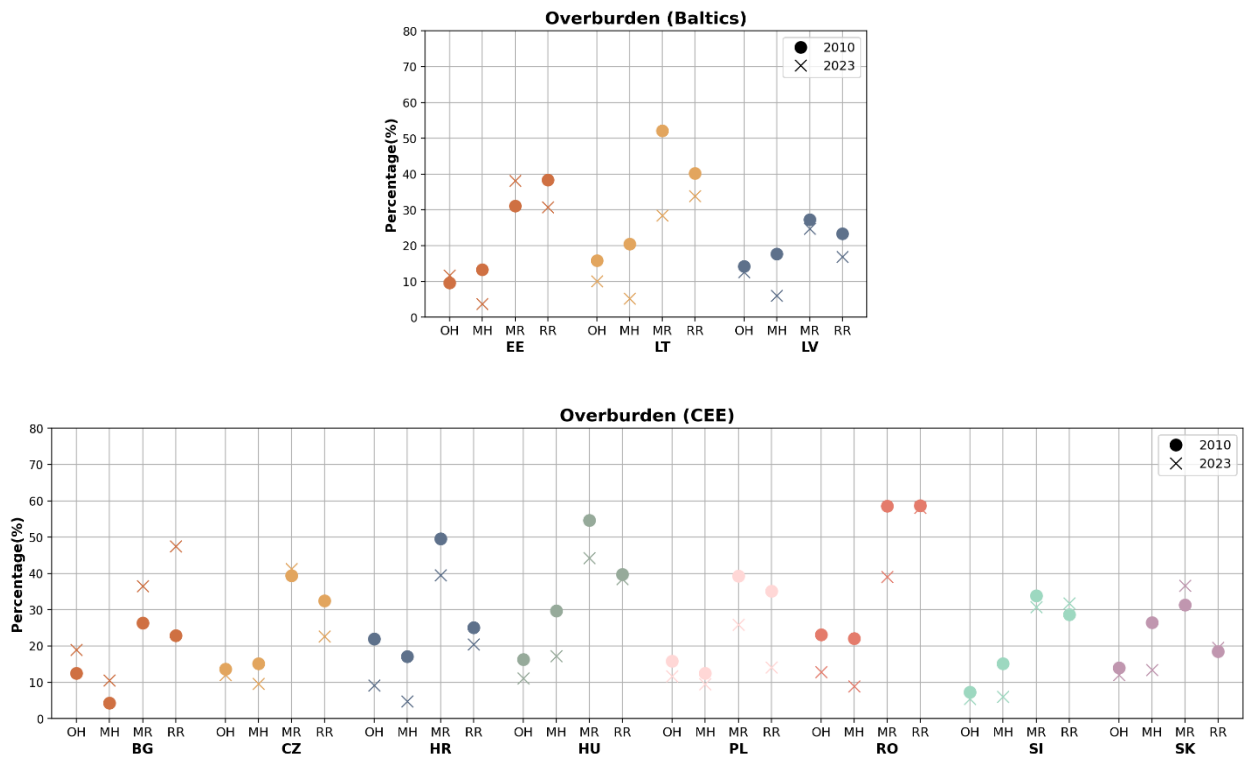 Overburden (Baltics)
Percentage(%)
80
70
60
50
40
30
20
10
0
2010
2023
OH MH MR RR OH MH MR RR OH MH MR RR
EE LT LV
Overburden (CEE)
Percentage(%)
80
70
60
50
40
30
20
10
0
2010
2023
OH MH MR RR OH MH MR RR OH MH MR RR OH MH MR RR OH MH MR RR OH MH MR RR OH MH MR RR OH MH MR RR
BG CZ HR HU PL RO SI SK